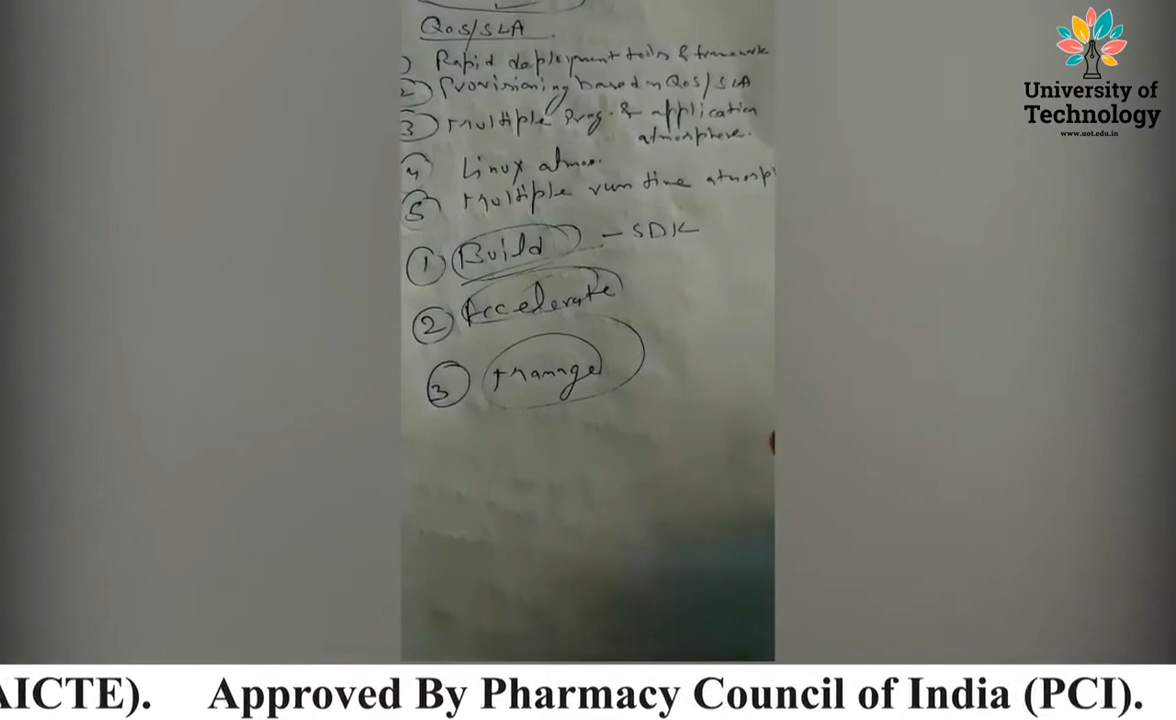 QoS/SLA
1) Rapid deployment tools & framework
2) Provisioning based on QoS/SLA
3) Multiple Prog. & application
atmosphere.
4) Linux atmos.
5) Multiple run time atmosp
1 Build - SDK
2 Accelerate
3 Manage
University of
Technology
www.uot.edu.in
AICTE). Approved By Pharmacy Council of India (PCI).